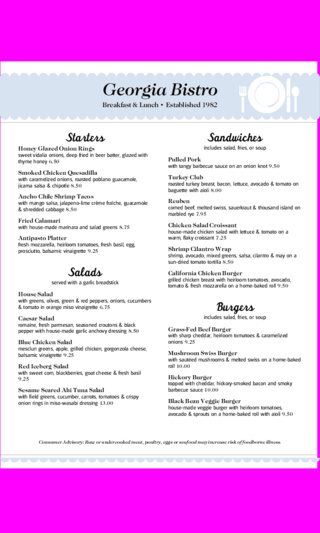 Georgia Bistro
Breakfast & Lunch • Established 1982
Starters
Honey Glazed Onion Rings
sweet vidalia onions, deep fried in beer batter, glazed with
thyme honey 6.50
Smoked Chicken Quesadilla
with caramelized onions, roasted poblano guacamole,
jicama salsa & chipotle 8.50
Ancho Chile Shrimp Tacos
with mango salsa, jalapeno-lime crème fraîche, guacamole
& shredded cabbage 8.50
Fried Calamari
with house-made marinara and salad greens 8.75
Antipasto Platter
fresh mozzarella, heirloom tomatoes, fresh basil, egg,
prosciutto, balsamic vinaigrette 9.25
Salads
served with a garlic breadstick
House Salad
with greens, olives, green & red peppers, onions, cucumbers
& tomato in orange-miso vinaigrette 6.75
Caesar Salad
romaine, fresh parmesan, seasoned croutons & black
pepper with house-made garlic anchovy dressing 8.50
Blue Chicken Salad
mesclun greens, apple, grilled chicken, gorgonzola cheese,
balsamic vinaigrette 9.25
Red Iceberg Salad
with sweet corn, blackberries, goat cheese & fresh basil
9.25
Sesame Seared Ahi Tuna Salad
with field greens, cucumber, carrots, tomatoes & crispy
onion rings in miso-wasabi dressing 13.00
Sandwiches
includes salad, fries, or soup
Pulled Pork
with tangy barbecue sauce on an onion knot 9.50
Turkey Club
roasted turkey breast, bacon, lettuce, avocado & tomato on
baguette with aioli 8.00
Reuben
corned beef, melted swiss, sauerkraut & thousand island on
marbled rye 7.95
Chicken Salad Croissant
house-made chicken salad with lettuce & tomato on a
warm, flaky croissant 7.25
Shrimp Cilantro Wrap
shrimp, avocado, mixed greens, salsa, cilantro & may on a
sun-dried tomato tortilla 8.50
California Chicken Burger
grilled chicken breast with heirloom tomatoes, avocado,
tomato & fresh mozzarella on a home-baked roll 9.50
Burgers
includes salad, fries, or soup
Grass-Fed Beef Burger
with sharp cheddar, heirloom tomatoes & caramelized
onions 9.25
Mushroom Swiss Burger
with sautéed mushrooms & melted swiss on a home-baked
roll 10.00
Hickory Burger
topped with cheddar, hickory-smoked bacon and smoky
barbecue sauce 10.00
Black Bean Veggie Burger
house-made veggie burger with heirloom tomatoes,
avocado & sprouts on a home-baked roll with aioli 9.50
Consumer Advisory: Raw or undercooked meat, poultry, eggs or seafood may increase risk of foodborne illness.